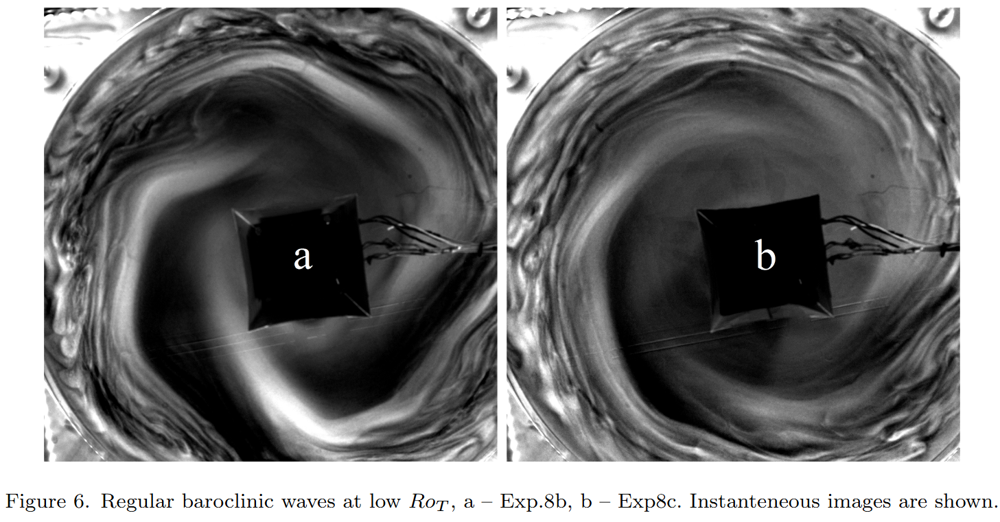 a
b
Figure 6. Regular baroclinic waves at low Ro_T, a – Exp.8b, b – Exp8c. Instanteneous images are shown.